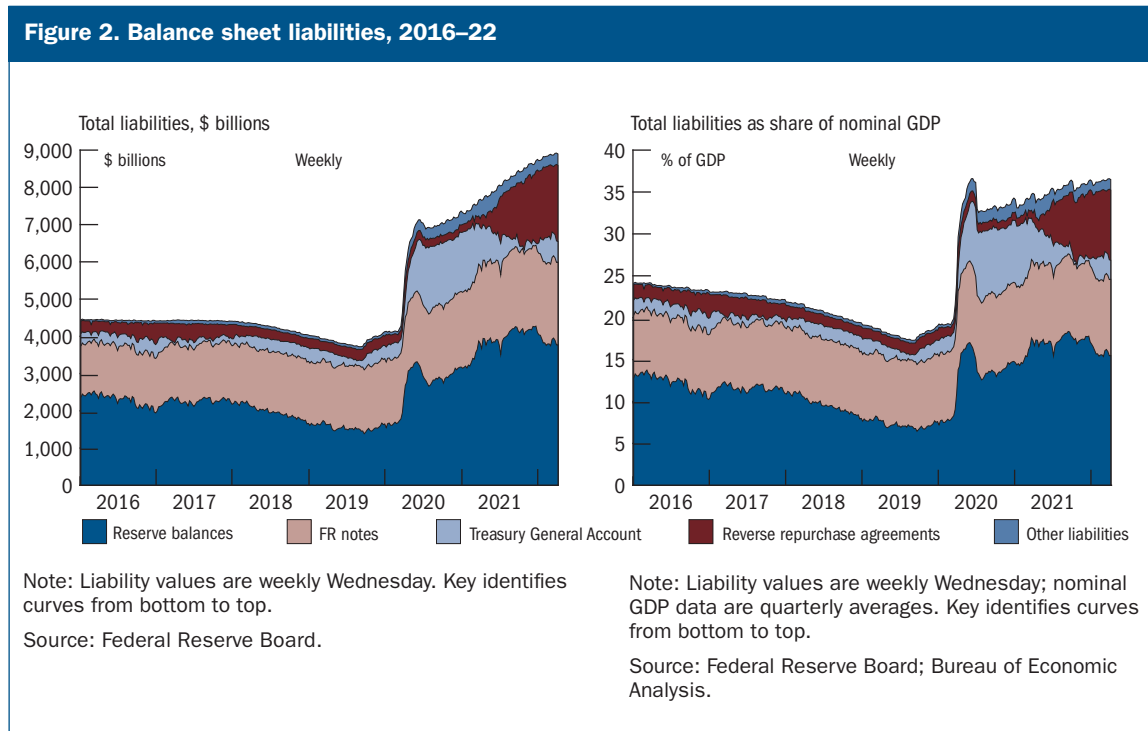 Figure 2. Balance sheet liabilities, 2016–22
Total liabilities, $ billions
$ billions
Weekly
9,000
8,000
7,000
6,000
5,000
4,000
3,000
2,000
1,000
0
2016 2017 2018 2019 2020 2021
Total liabilities as share of nominal GDP
% of GDP
Weekly
40
35
30
25
20
15
10
5
0
2016 2017 2018 2019 2020 2021
Reserve balances FR notes Treasury General Account Reverse repurchase agreements Other liabilities
Note: Liability values are weekly Wednesday. Key identifies
curves from bottom to top.
Source: Federal Reserve Board.
Note: Liability values are weekly Wednesday; nominal
GDP data are quarterly averages. Key identifies curves
from bottom to top.
Source: Federal Reserve Board; Bureau of Economic
Analysis.